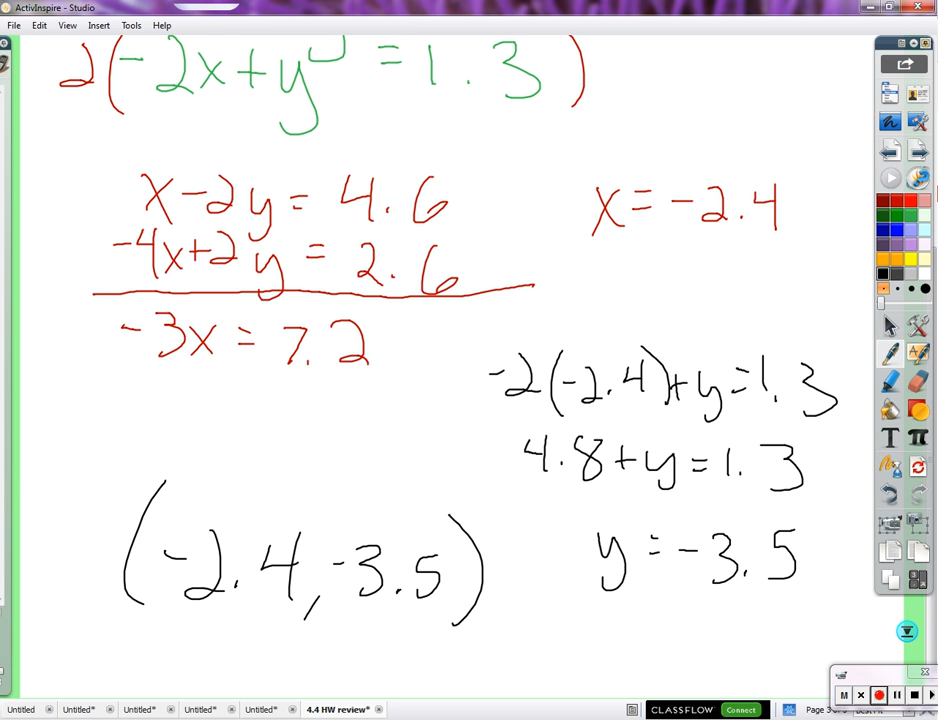 ActivInspire - Studio
File Edit View Insert Tools Help
2(-2x+y = 1.3)
x-2y = 4.6
-4x+2y = 2.6
-3x = 7.2
x = -2.4
-2(-2.4)+y=1.3
4.8+y=1.3
y = -3.5
(-2.4, -3.5)
Untitled Untitled* Untitled* Untitled* Untitled* 4.4 HW review* CLASSFLOW Connect